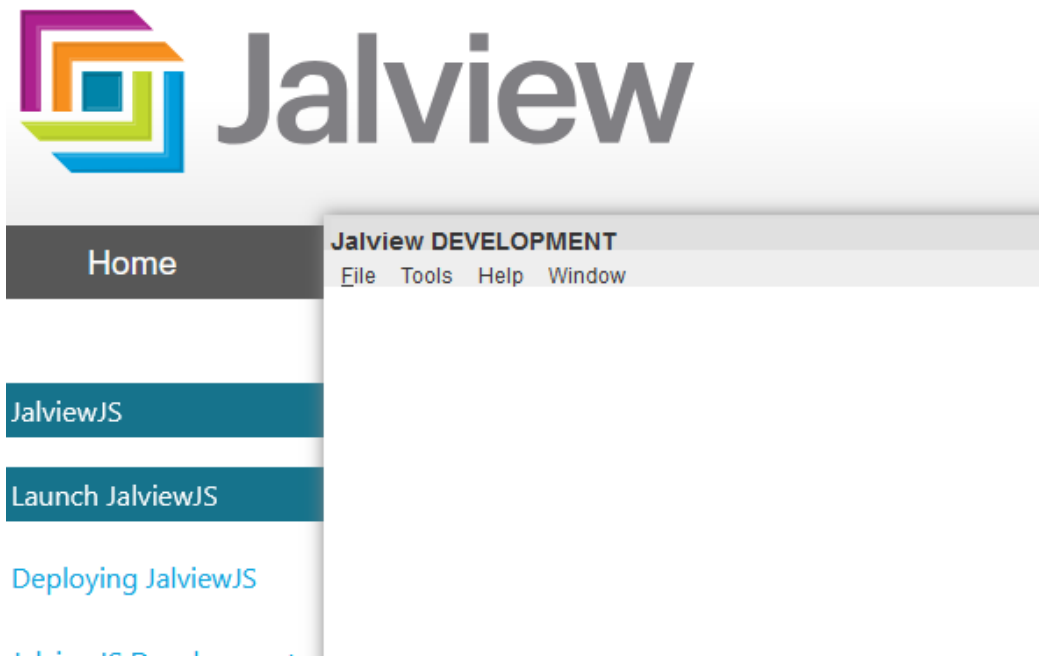 Jalview
Home
Jalview DEVELOPMENT
File Tools Help Window
JalviewJS
Launch JalviewJS
Deploying JalviewJS